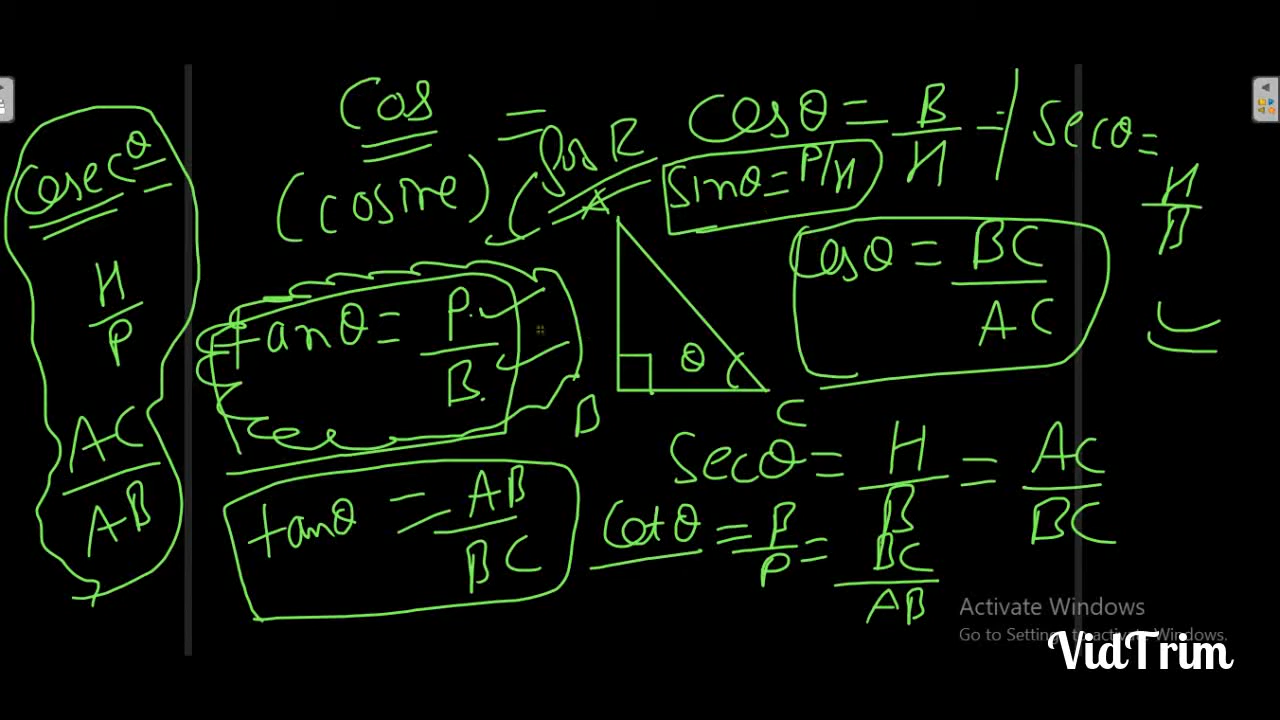 Cosecθ
H/P
AC/AB
Cos =
(cosine)
tanθ = P/B
tanθ = AB/BC
Cosθ = B/H =
Secθ = H/B
Sinθ = P/H
Cosθ = BC/AC
A
B
C
θ
Secθ = H/B = AC/BC
Cotθ = B/P = BC/AB
Activate Windows
Go to Settings to activate Windows.
VidTrim